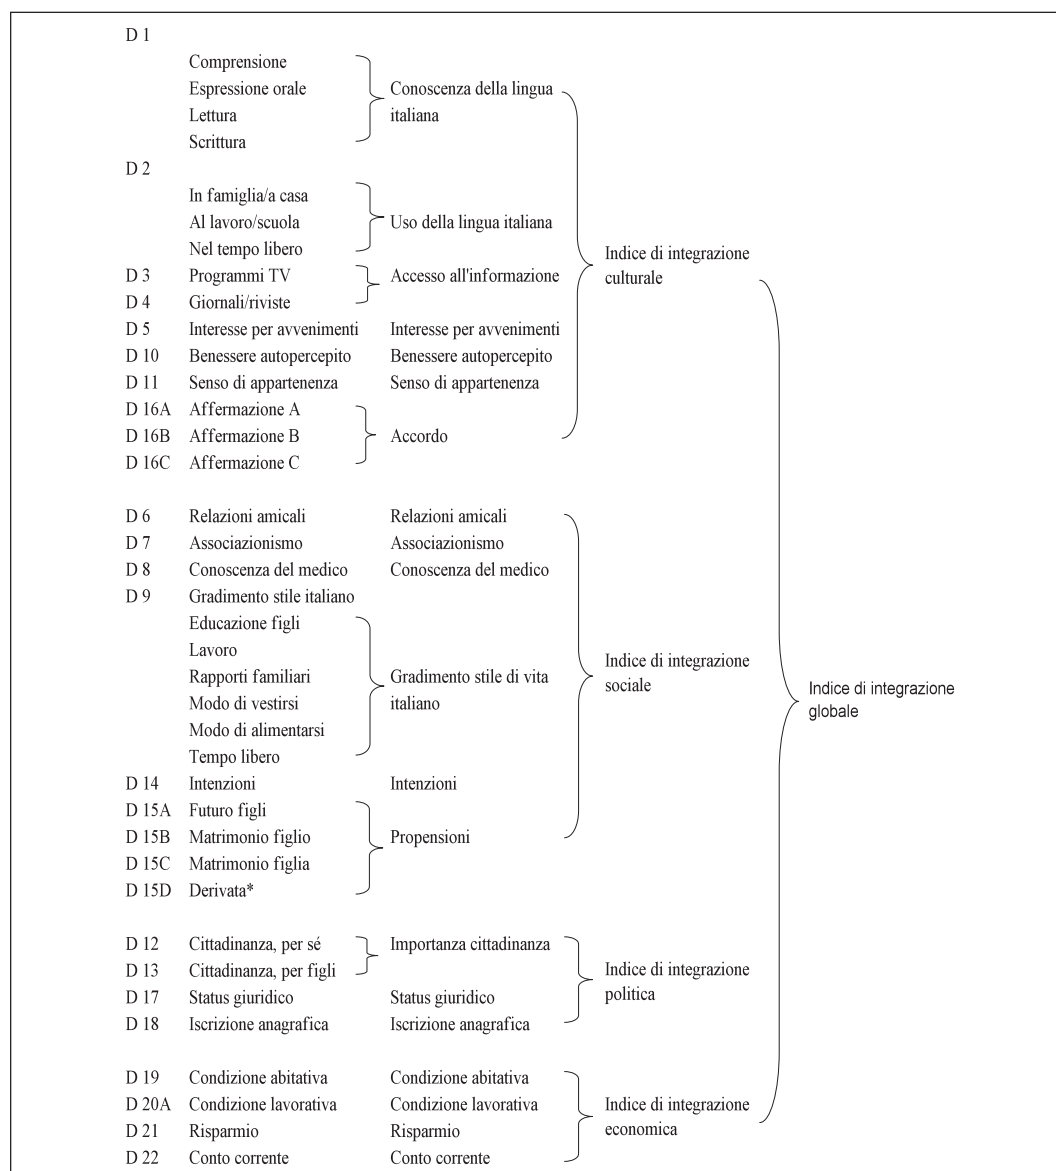 D 1
Comprensione
Espressione orale Conoscenza della lingua
Lettura italiana
Scrittura
D 2
In famiglia/a casa
Al lavoro/scuola Uso della lingua italiana
Nel tempo libero
Indice di integrazione
culturale
D 3 Programmi TV Accesso all'informazione
D 4 Giornali/riviste
D 5 Interesse per avvenimenti Interesse per avvenimenti
D 10 Benessere autopercepito Benessere autopercepito
D 11 Senso di appartenenza Senso di appartenenza
D 16A Affermazione A
D 16B Affermazione B Accordo
D 16C Affermazione C
D 6 Relazioni amicali Relazioni amicali
D 7 Associazionismo Associazionismo
D 8 Conoscenza del medico Conoscenza del medico
D 9 Gradimento stile italiano
Educazione figli
Lavoro
Indice di integrazione
sociale
Rapporti familiari Gradimento stile di vita
Modo di vestirsi italiano
Indice di integrazione
globale
Modo di alimentarsi
Tempo libero
D 14 Intenzioni Intenzioni
D 15A Futuro figli
D 15B Matrimonio figlio Propensioni
D 15C Matrimonio figlia
D 15D Derivata*
D 12 Cittadinanza, per sé Importanza cittadinanza
D 13 Cittadinanza, per figli
Indice di integrazione
politica
D 17 Status giuridico Status giuridico
D 18 Iscrizione anagrafica Iscrizione anagrafica
D 19 Condizione abitativa Condizione abitativa
D 20A Condizione lavorativa Condizione lavorativa
Indice di integrazione
economica
D 21 Risparmio Risparmio
D 22 Conto corrente Conto corrente